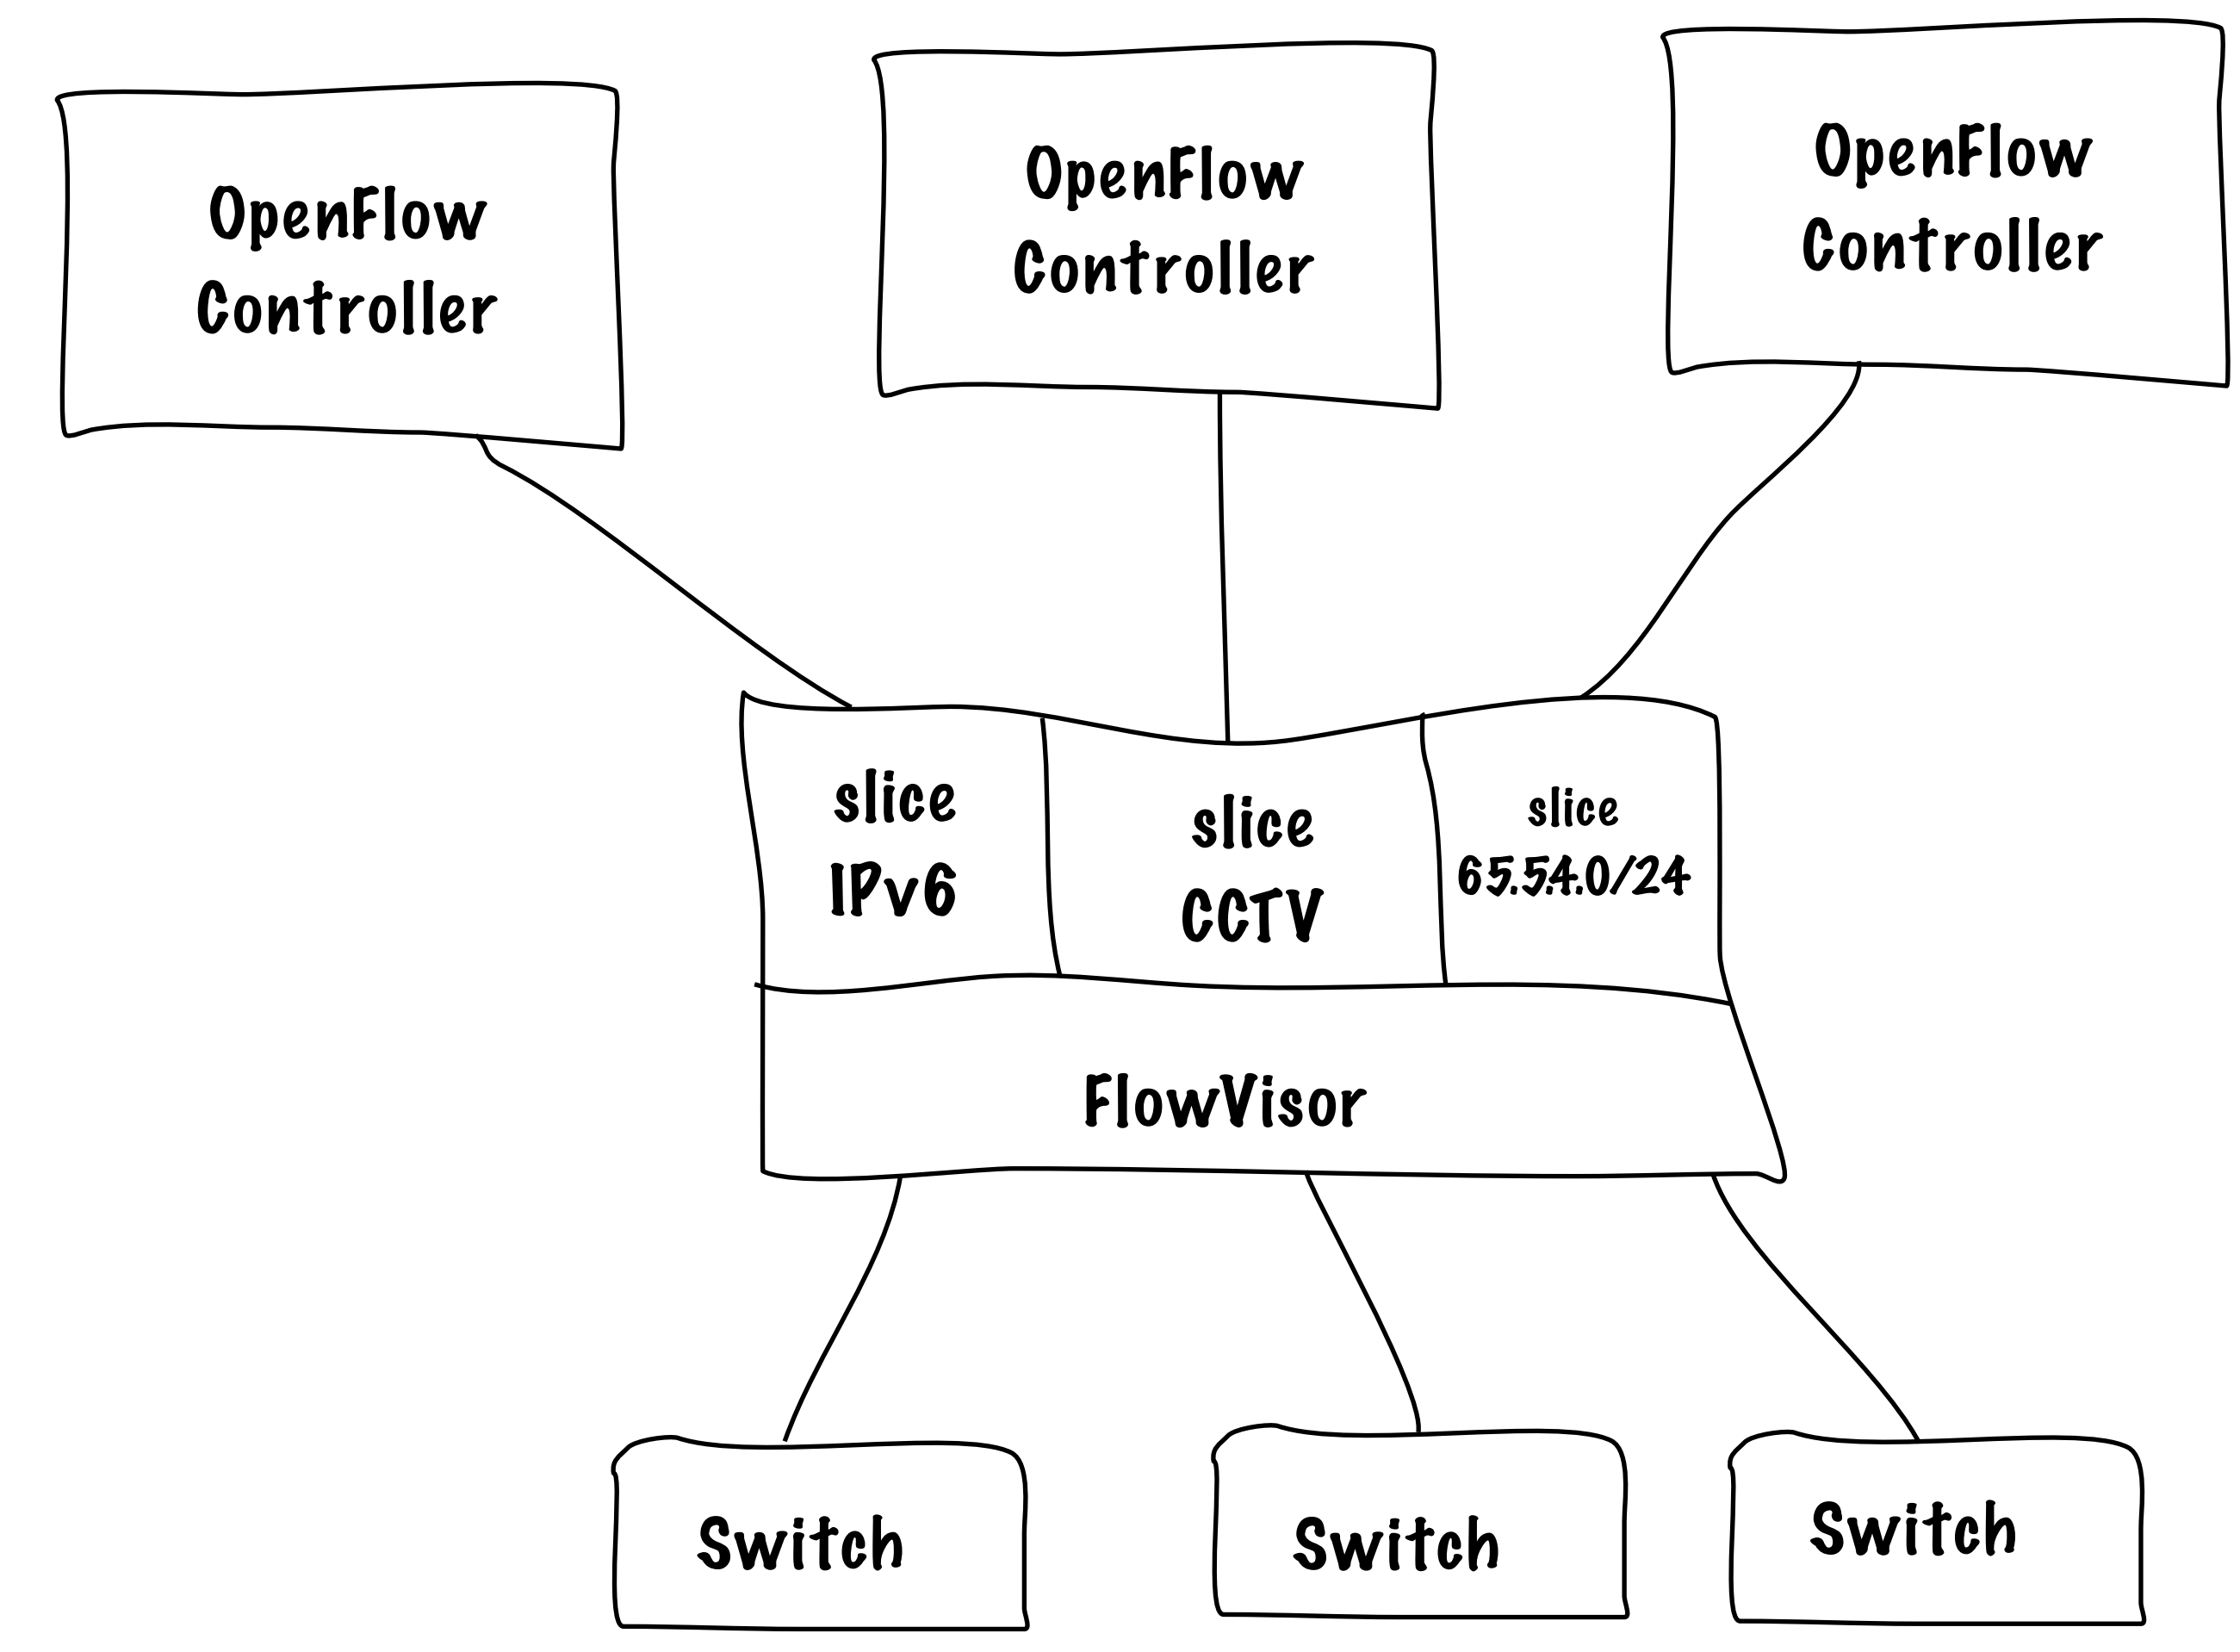 OpenFlow
Controller
OpenFlow
Controller
OpenFlow
Controller
slice
IPv6
slice
CCTV
slice
65.54.0/24
FlowVisor
Switch
Switch
Switch